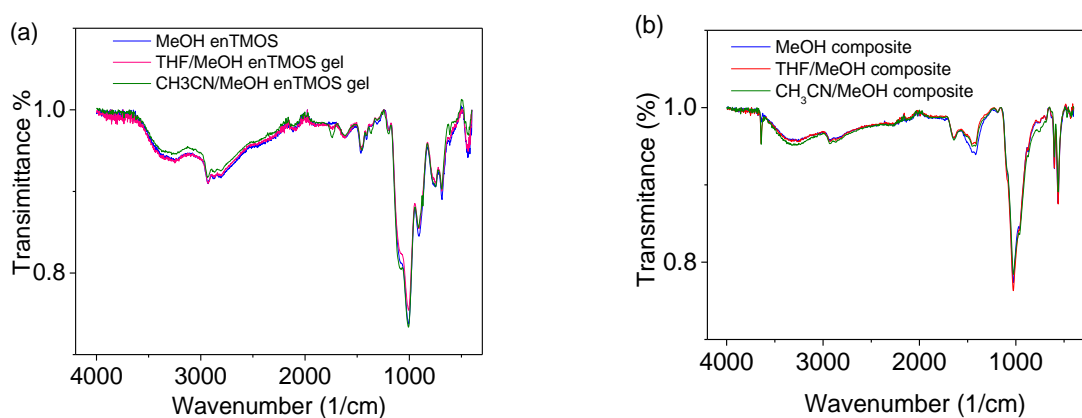 (a)
MeOH enTMOS
THF/MeOH enTMOS gel
CH3CN/MeOH enTMOS gel
1.0
0.8
Transimittance %
4000 3000 2000 1000
Wavenumber (1/cm)
(b)
MeOH composite
THF/MeOH composite
CH₃CN/MeOH composite
1.0
0.8
Transmitance (%)
4000 3000 2000 1000
Wavenumber (1/cm)